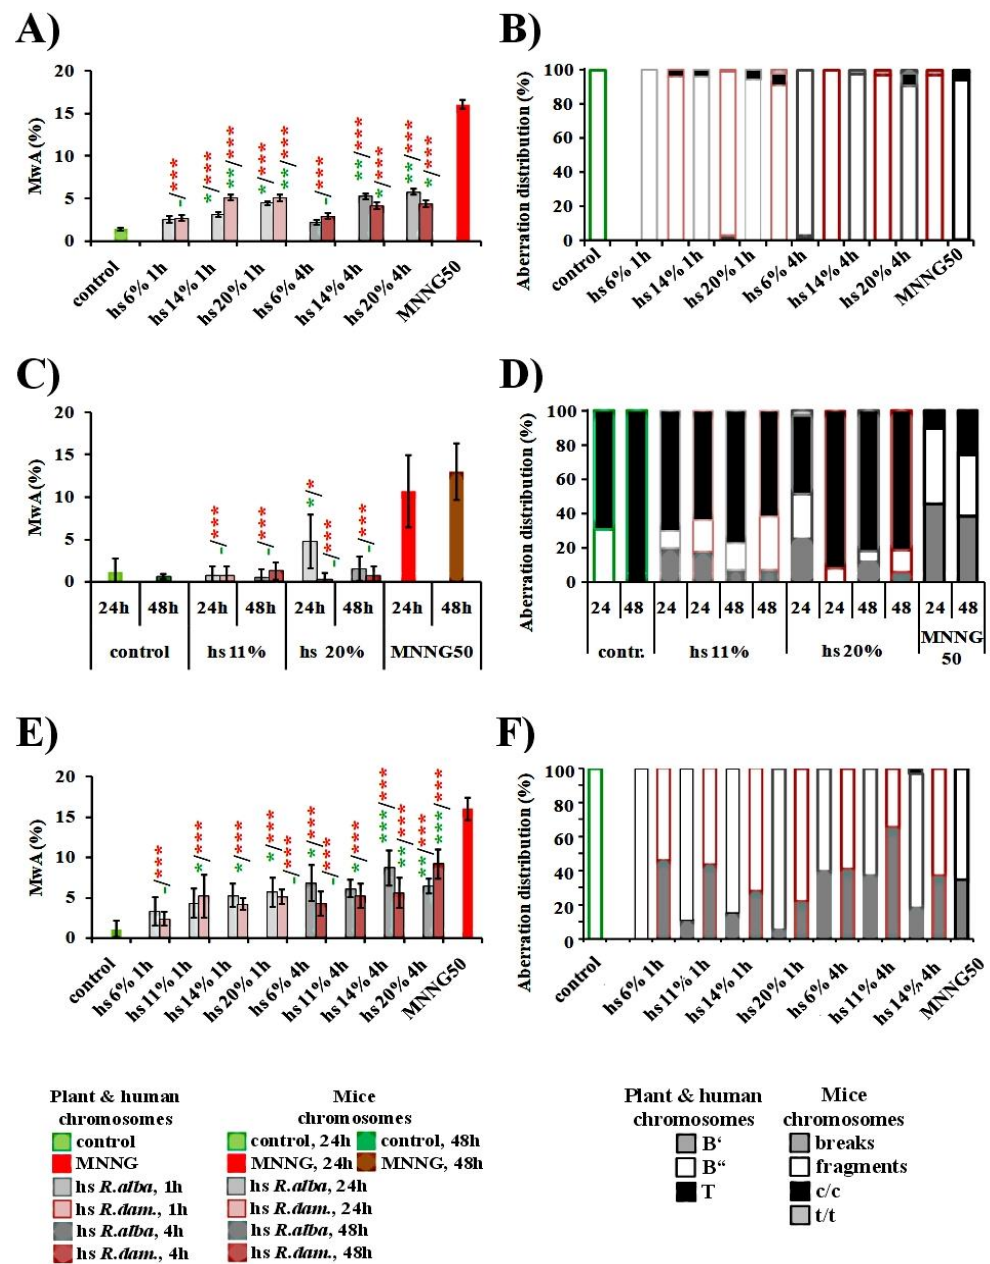 A)
20
15
10
5
0
MwA (%)
*** / -
*** / *
*** / **
*** / *
*** / **
*** / -
*** / **
*** / *
*** / **
*** / *
control
hs 6% 1h
hs 14% 1h
hs 20% 1h
hs 6% 4h
hs 14% 4h
hs 20% 4h
MNNG50
B)
100
80
60
40
20
0
Aberration distribution (%)
control
hs 6% 1h
hs 14% 1h
hs 20% 1h
hs 6% 4h
hs 14% 4h
hs 20% 4h
MNNG50
C)
20
15
10
5
0
MwA (%)
*** / -
*** / -
* / *
*** / -
*** / -
24h 48h 24h 48h 24h 48h 24h 48h
control hs 11% hs 20% MNNG50
D)
100
80
60
40
20
0
Aberration distribution (%)
24 48 24 24 48 48 24 24 48 48 24 48
contr. hs 11% hs 20% MNNG
50
E)
20
15
10
5
0
MwA (%)
*** / -
*** / *
*** / *
*** / *
*** / -
*** / *
*** / -
*** / *
*** / ***
*** / **
*** / **
*** / ***
control
hs 6% 1h
hs 11% 1h
hs 14% 1h
hs 20% 1h
hs 6% 4h
hs 11% 4h
hs 14% 4h
hs 20% 4h
MNNG50
F)
100
80
60
40
20
0
Aberration distribution (%)
control
hs 6% 1h
hs 11% 1h
hs 14% 1h
hs 20% 1h
hs 6% 4h
hs 11% 4h
hs 14% 4h
MNNG50
Plant & human
chromosomes
control
MNNG
hs R.alba, 1h
hs R.dam., 1h
hs R.alba, 4h
hs R.dam., 4h
Mice
chromosomes
control, 24h control, 48h
MNNG, 24h MNNG, 48h
hs R.alba, 24h
hs R.dam., 24h
hs R.alba, 48h
hs R.dam., 48h
Plant & human
chromosomes
B‘
B“
T
Mice
chromosomes
breaks
fragments
c/c
t/t